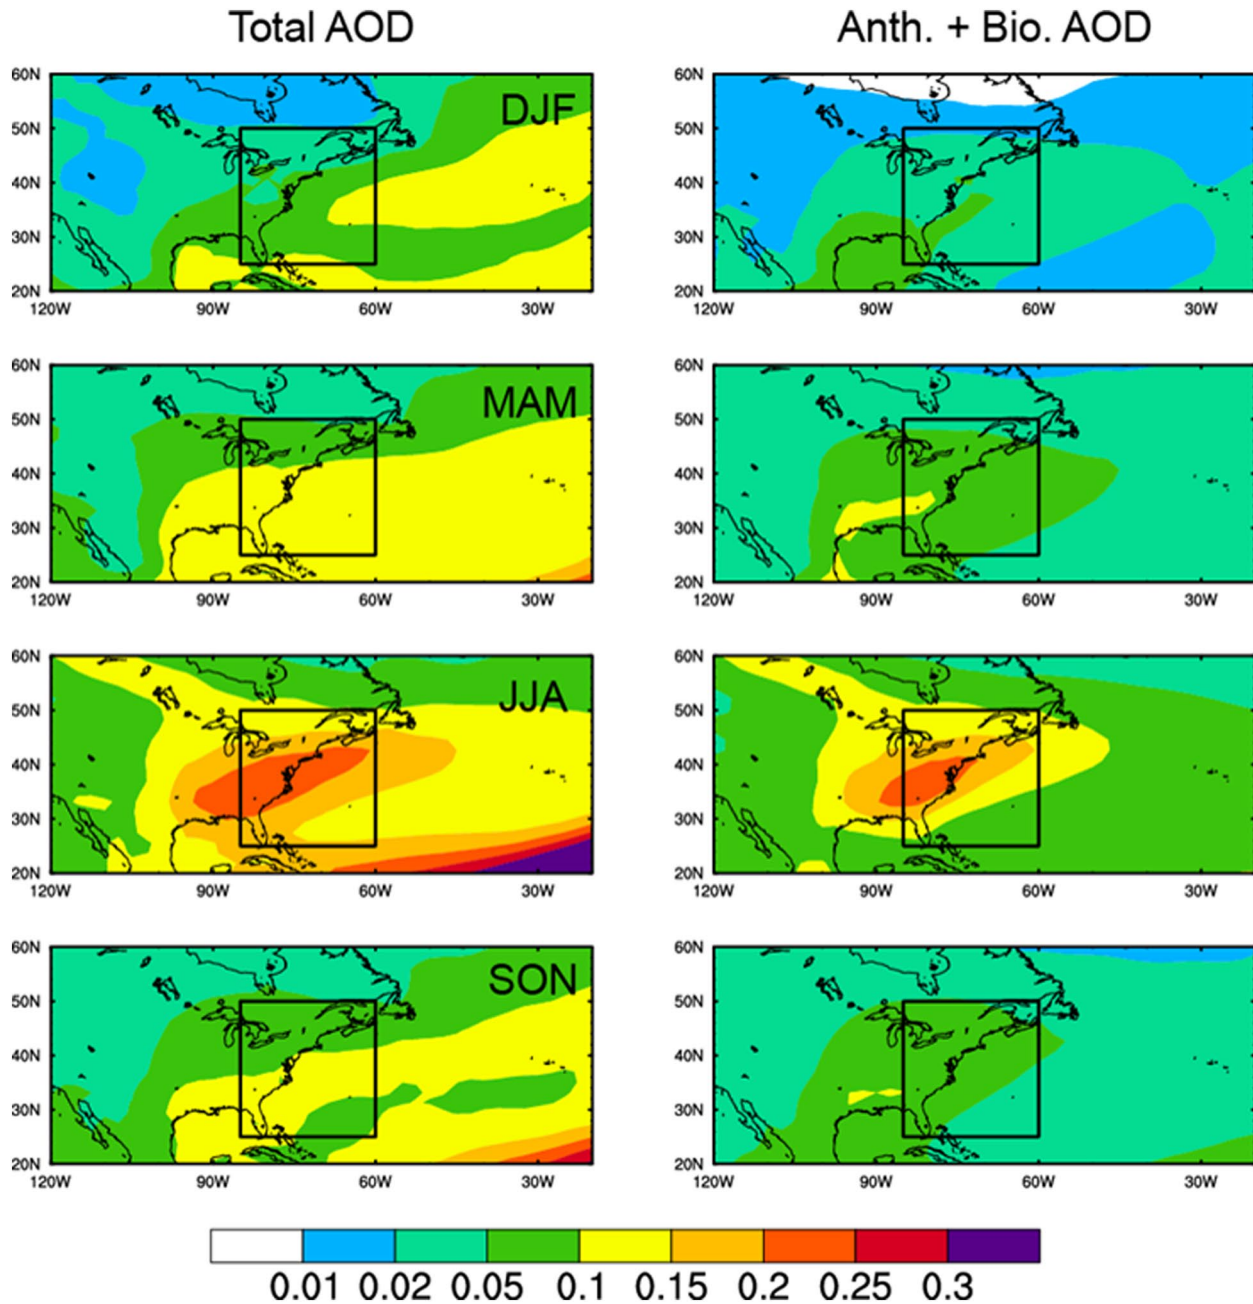 Total AOD Anth. + Bio. AOD
60N DJF 60N
50N 50N
40N 40N
30N 30N
20N 20N
120W 90W 60W 30W 120W 90W 60W 30W
60N MAM 60N
50N 50N
40N 40N
30N 30N
20N 20N
120W 90W 60W 30W 120W 90W 60W 30W
60N JJA 60N
50N 50N
40N 40N
30N 30N
20N 20N
120W 90W 60W 30W 120W 90W 60W 30W
60N SON 60N
50N 50N
40N 40N
30N 30N
20N 20N
120W 90W 60W 30W 120W 90W 60W 30W
0.01 0.02 0.05 0.1 0.15 0.2 0.25 0.3